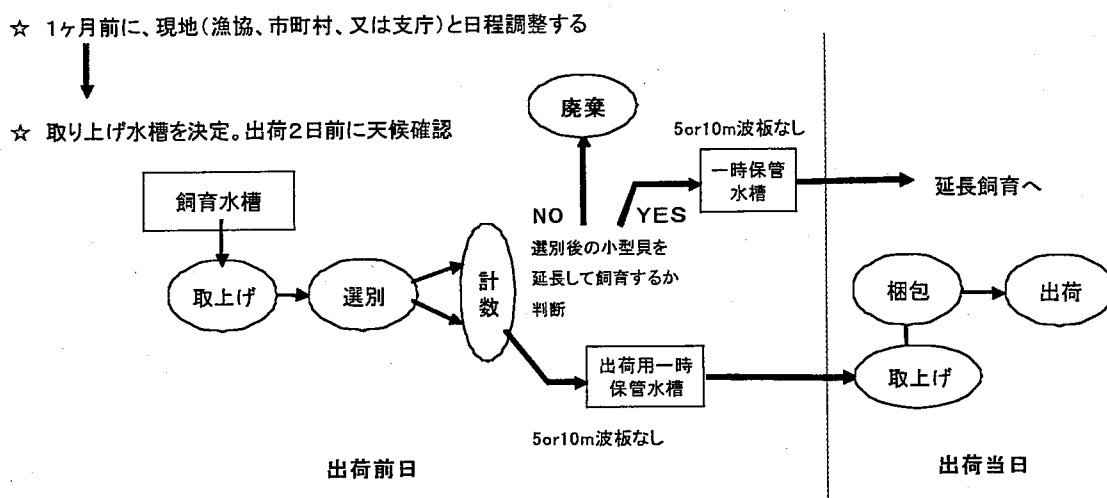 ☆ 1ヶ月前に、現地(漁協、市町村、又は支庁)と日程調整する
☆ 取り上げ水槽を決定。出荷2日前に天候確認
廃棄
5or10m波板なし
一時保管
水槽
延長飼育へ
飼育水槽
NO
YES
選別後の小型貝を
延長して飼育するか
判断
取上げ
選別
計
数
梱包
出荷
出荷用一時
保管水槽
取上げ
5or10m波板なし
出荷前日
出荷当日